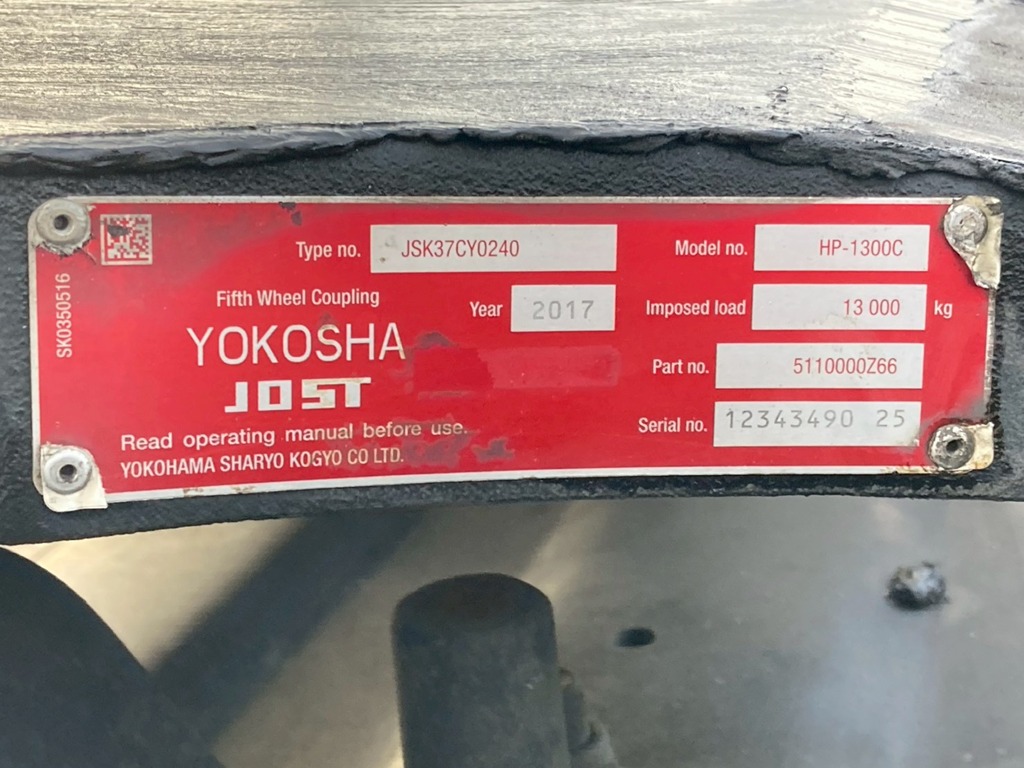 SK0350516
Type no. JSK37CY0240 Model no. HP-1300C
Fifth Wheel Coupling Year 2017 Imposed load 13 000 kg
YOKOSHA
JOST
Part no. 5110000Z66
Serial no. 12343490 25
Read operating manual before use.
YOKOHAMA SHARYO KOGYO CO LTD.